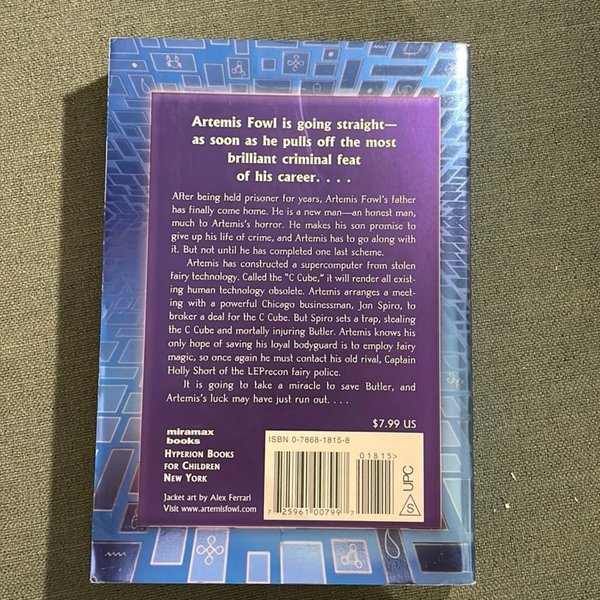 Artemis Fowl is going straight—
as soon as he pulls off the most
brilliant criminal feat
of his career. . . .
After being held prisoner for years, Artemis Fowl's father
has finally come home. He is a new man—an honest man,
much to Artemis's horror. He makes his son promise to
give up his life of crime, and Artemis has to go along with
it. But not until he has completed one last scheme.
Artemis has constructed a supercomputer from stolen
fairy technology. Called the "C Cube," it will render all exist-
ing human technology obsolete. Artemis arranges a meet-
ing with a powerful Chicago businessman, Jon Spiro, to
broker a deal for the C Cube. But Spiro sets a trap, stealing
the C Cube and mortally injuring Butler. Artemis knows his
only hope of saving his loyal bodyguard is to employ fairy
magic, so once again he must contact his old rival, Captain
Holly Short of the LEPrecon fairy police.
It is going to take a miracle to save Butler, and
Artemis's luck may have just run out. . . .
$7.99 US
miramax
books
Hyperion Books
for Children
New York
Jacket art by Alex Ferrari
Visit www.artemisfowl.com
ISBN 0-7868-1815-8
01815>
7 25961 00799 7
UPC
S